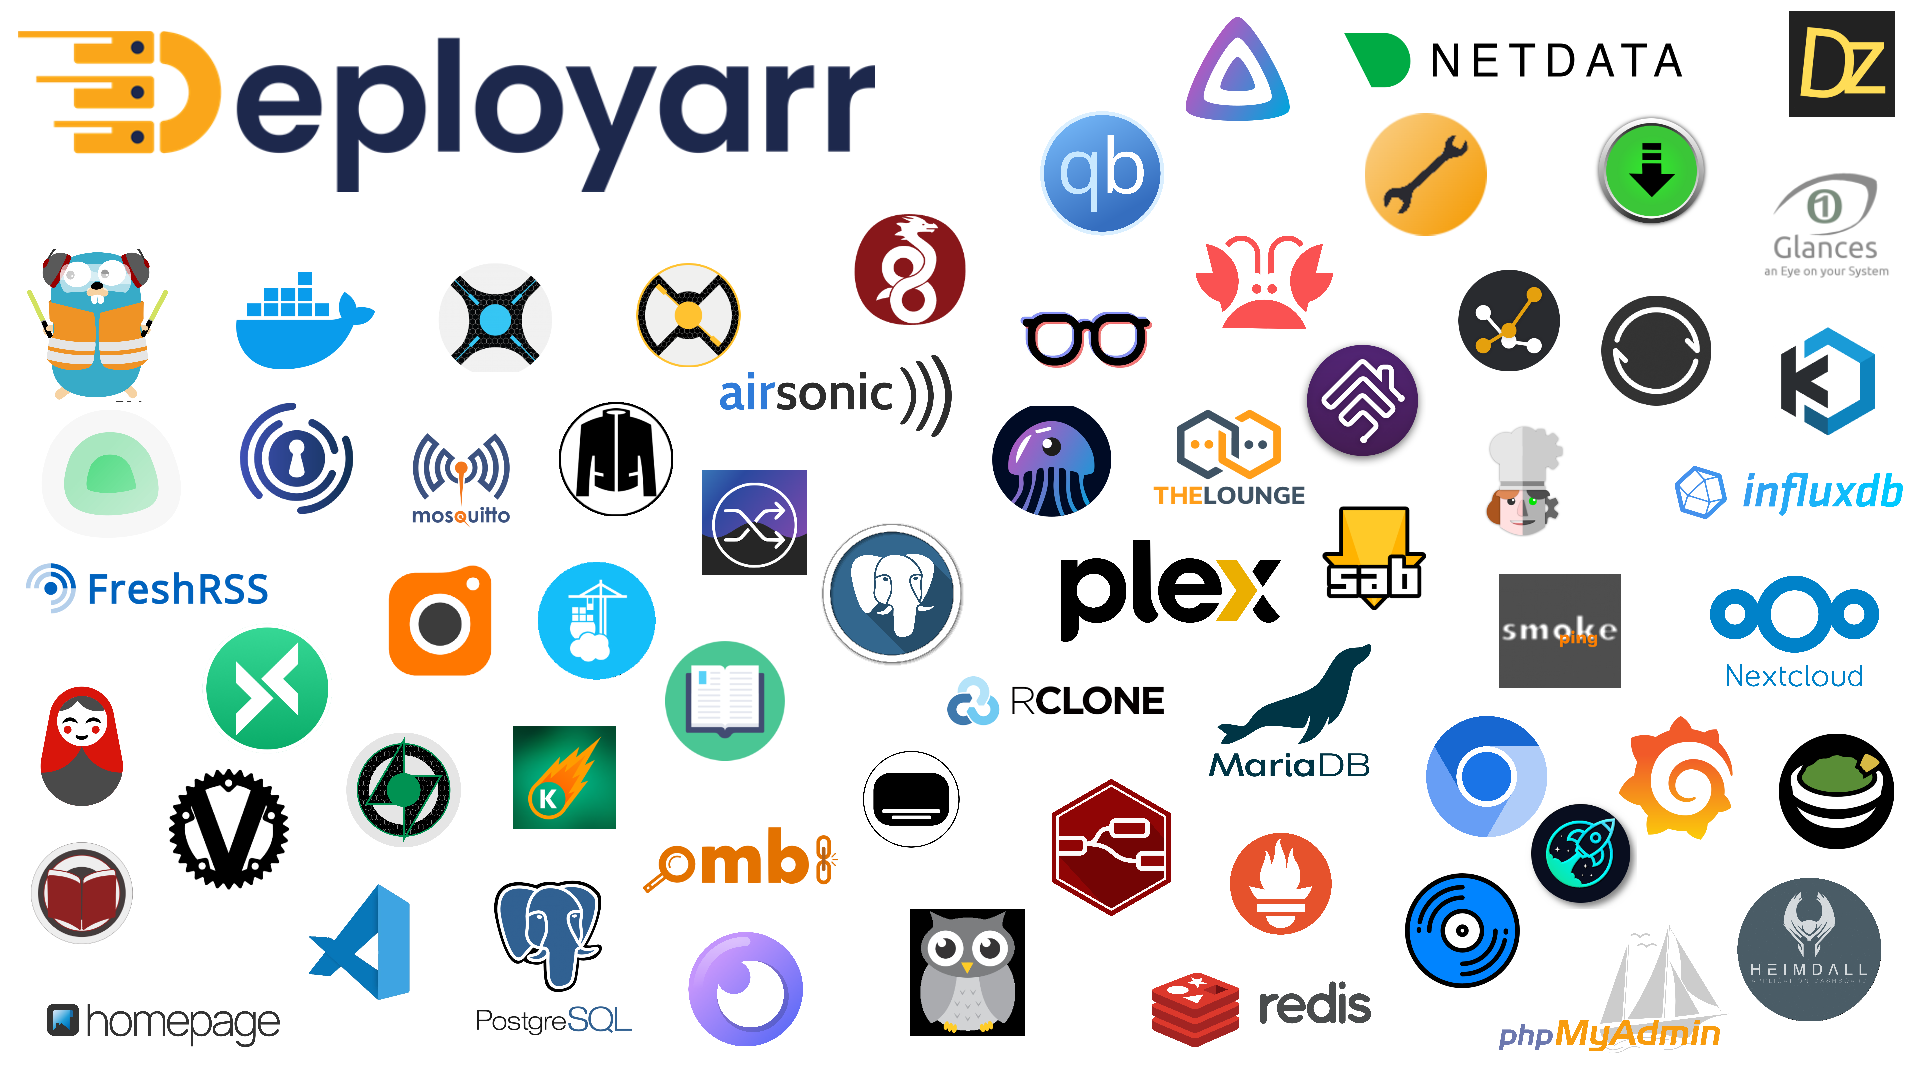 Deployarr
NETDATA
Dz
qb
1
Glances
an Eye on your System
airsonic
THELOUNGE
mosquitto
influxdb
FreshRSS
plex
sab
smoke
ping
Nextcloud
RCLONE
MariaDB
K
V
ombi
HEIMDALL
homepage
PostgreSQL
redis
phpMyAdmin